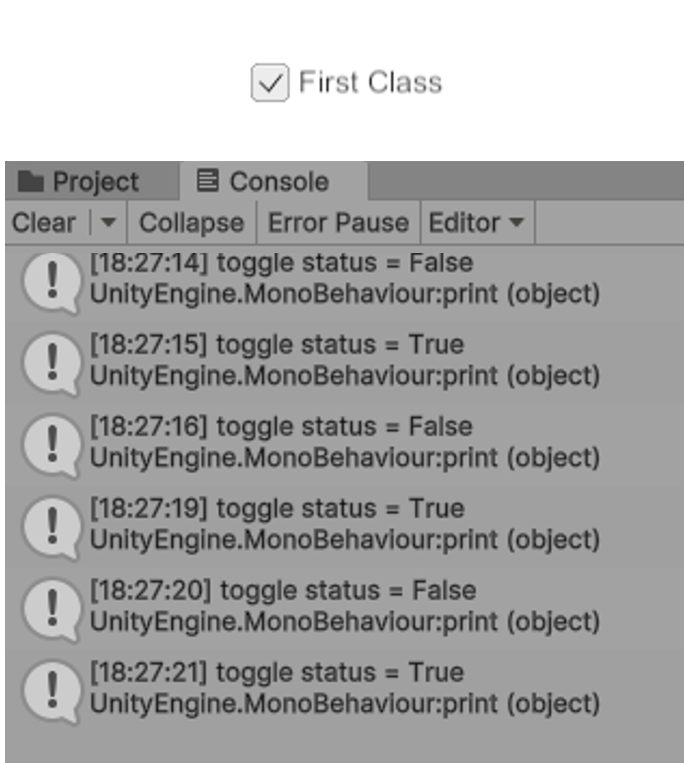 First Class
Project Console
Clear Collapse Error Pause Editor
[18:27:14] toggle status = False
UnityEngine.MonoBehaviour:print (object)
[18:27:15] toggle status = True
UnityEngine.MonoBehaviour:print (object)
[18:27:16] toggle status = False
UnityEngine.MonoBehaviour:print (object)
[18:27:19] toggle status = True
UnityEngine.MonoBehaviour:print (object)
[18:27:20] toggle status = False
UnityEngine.MonoBehaviour:print (object)
[18:27:21] toggle status = True
UnityEngine.MonoBehaviour:print (object)